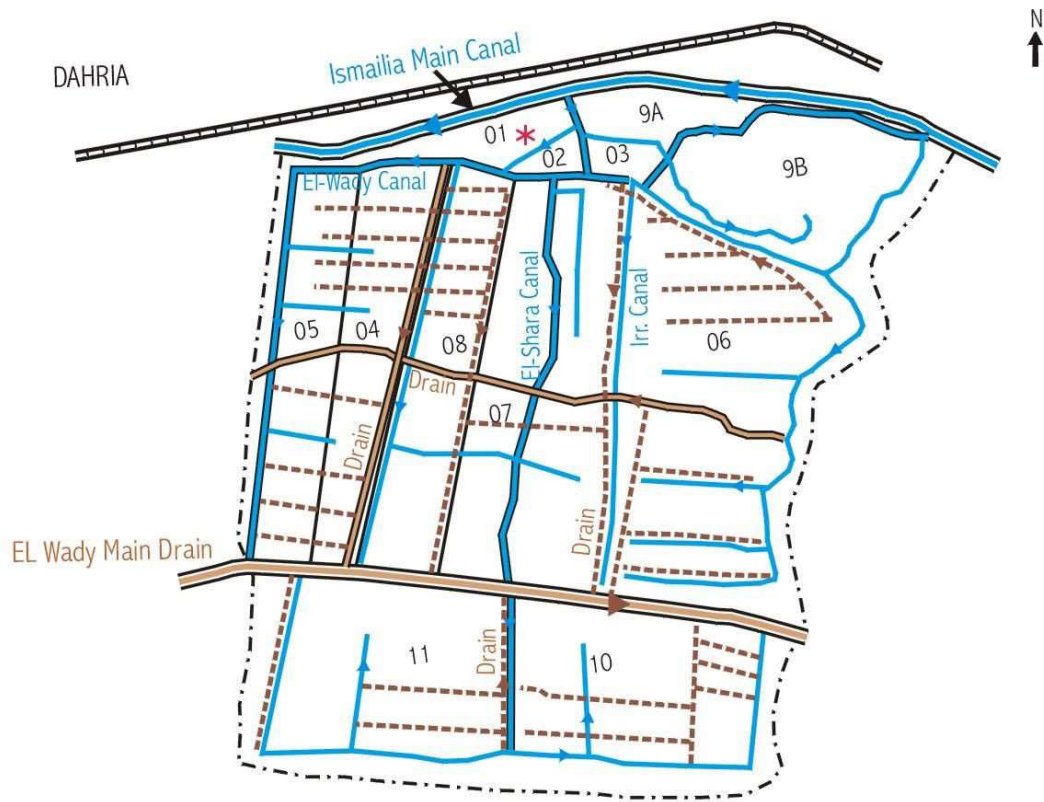 N
DAHRIA
Ismailia Main Canal
01
02
03
9A
9B
El-Wady Canal
El-Shara Canal
Irr. Canal
05
04
08
06
Drain
07
Drain
Drain
EL Wady Main Drain
11
Drain
10